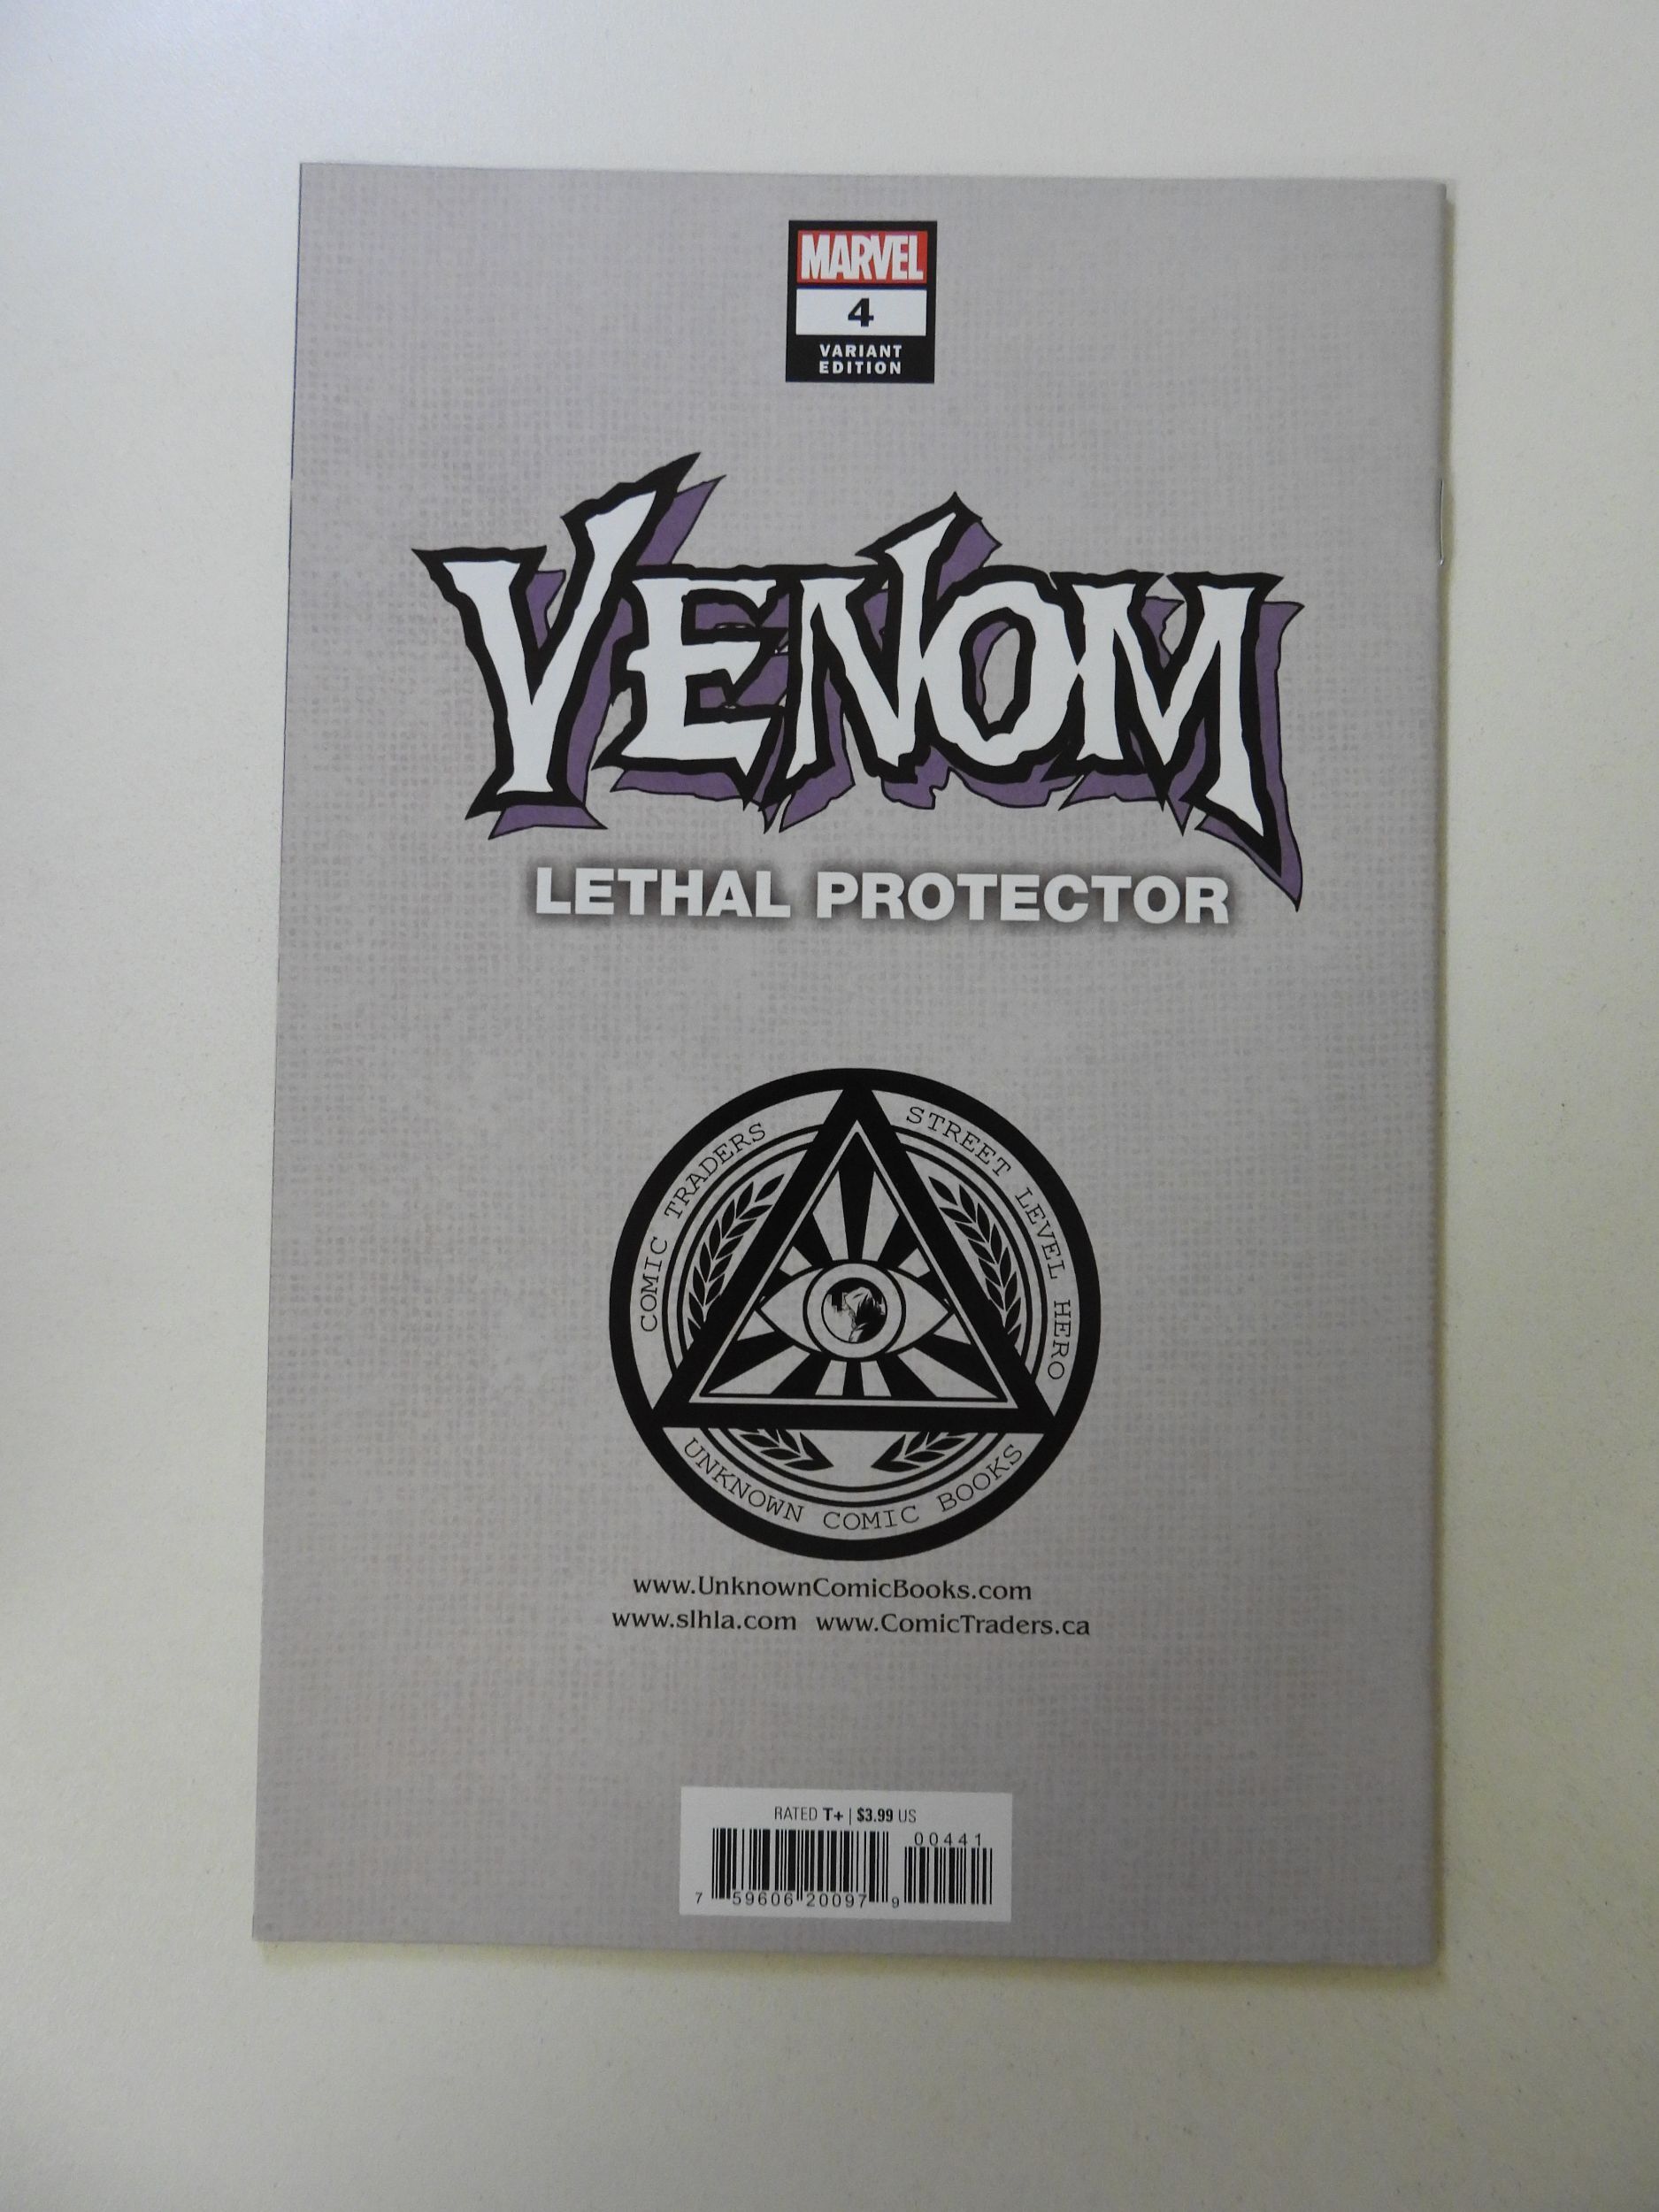 MARVEL
4
VARIANT
EDITION
VENOM
LETHAL PROTECTOR
COMIC TRADERS
STREET LEVEL HERO
UNKNOWN COMIC BOOKS
www.UnknownComicBooks.com
www.slhla.com www.ComicTraders.ca
RATED T+ | $3.99 US
00441
7 59606 20097 9